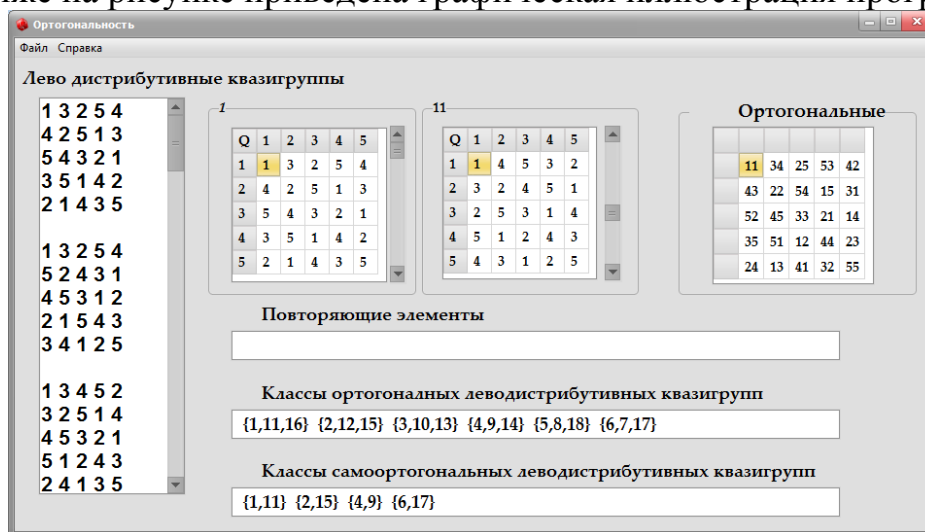 же на рисунке приведена графическая иллюстрация прогр
Ортогональность
Файл Справка
Лево дистрибутивные квазигруппы
1 3 2 5 4
4 2 5 1 3
5 4 3 2 1
3 5 1 4 2
2 1 4 3 5
1 3 2 5 4
5 2 4 3 1
4 5 3 1 2
2 1 5 4 3
3 4 1 2 5
1 3 4 5 2
3 2 5 1 4
4 5 3 2 1
5 1 2 4 3
2 4 1 3 5
1
Q 1 2 3 4 5
1 1 3 2 5 4
2 4 2 5 1 3
3 5 4 3 2 1
4 3 5 1 4 2
5 2 1 4 3 5
11
Q 1 2 3 4 5
1 1 4 5 3 2
2 3 2 4 5 1
3 2 5 3 1 4
4 5 1 2 4 3
5 4 3 1 2 5
Ортогональные
11 34 25 53 42
43 22 54 15 31
52 45 33 21 14
35 51 12 44 23
24 13 41 32 55
Повторяющие элементы
Классы ортогоналных леводистрибутивных квазигрупп
{1,11,16} {2,12,15} {3,10,13} {4,9,14} {5,8,18} {6,7,17}
Классы самоортогональных леводистрибутивных квазигрупп
{1,11} {2,15} {4,9} {6,17}